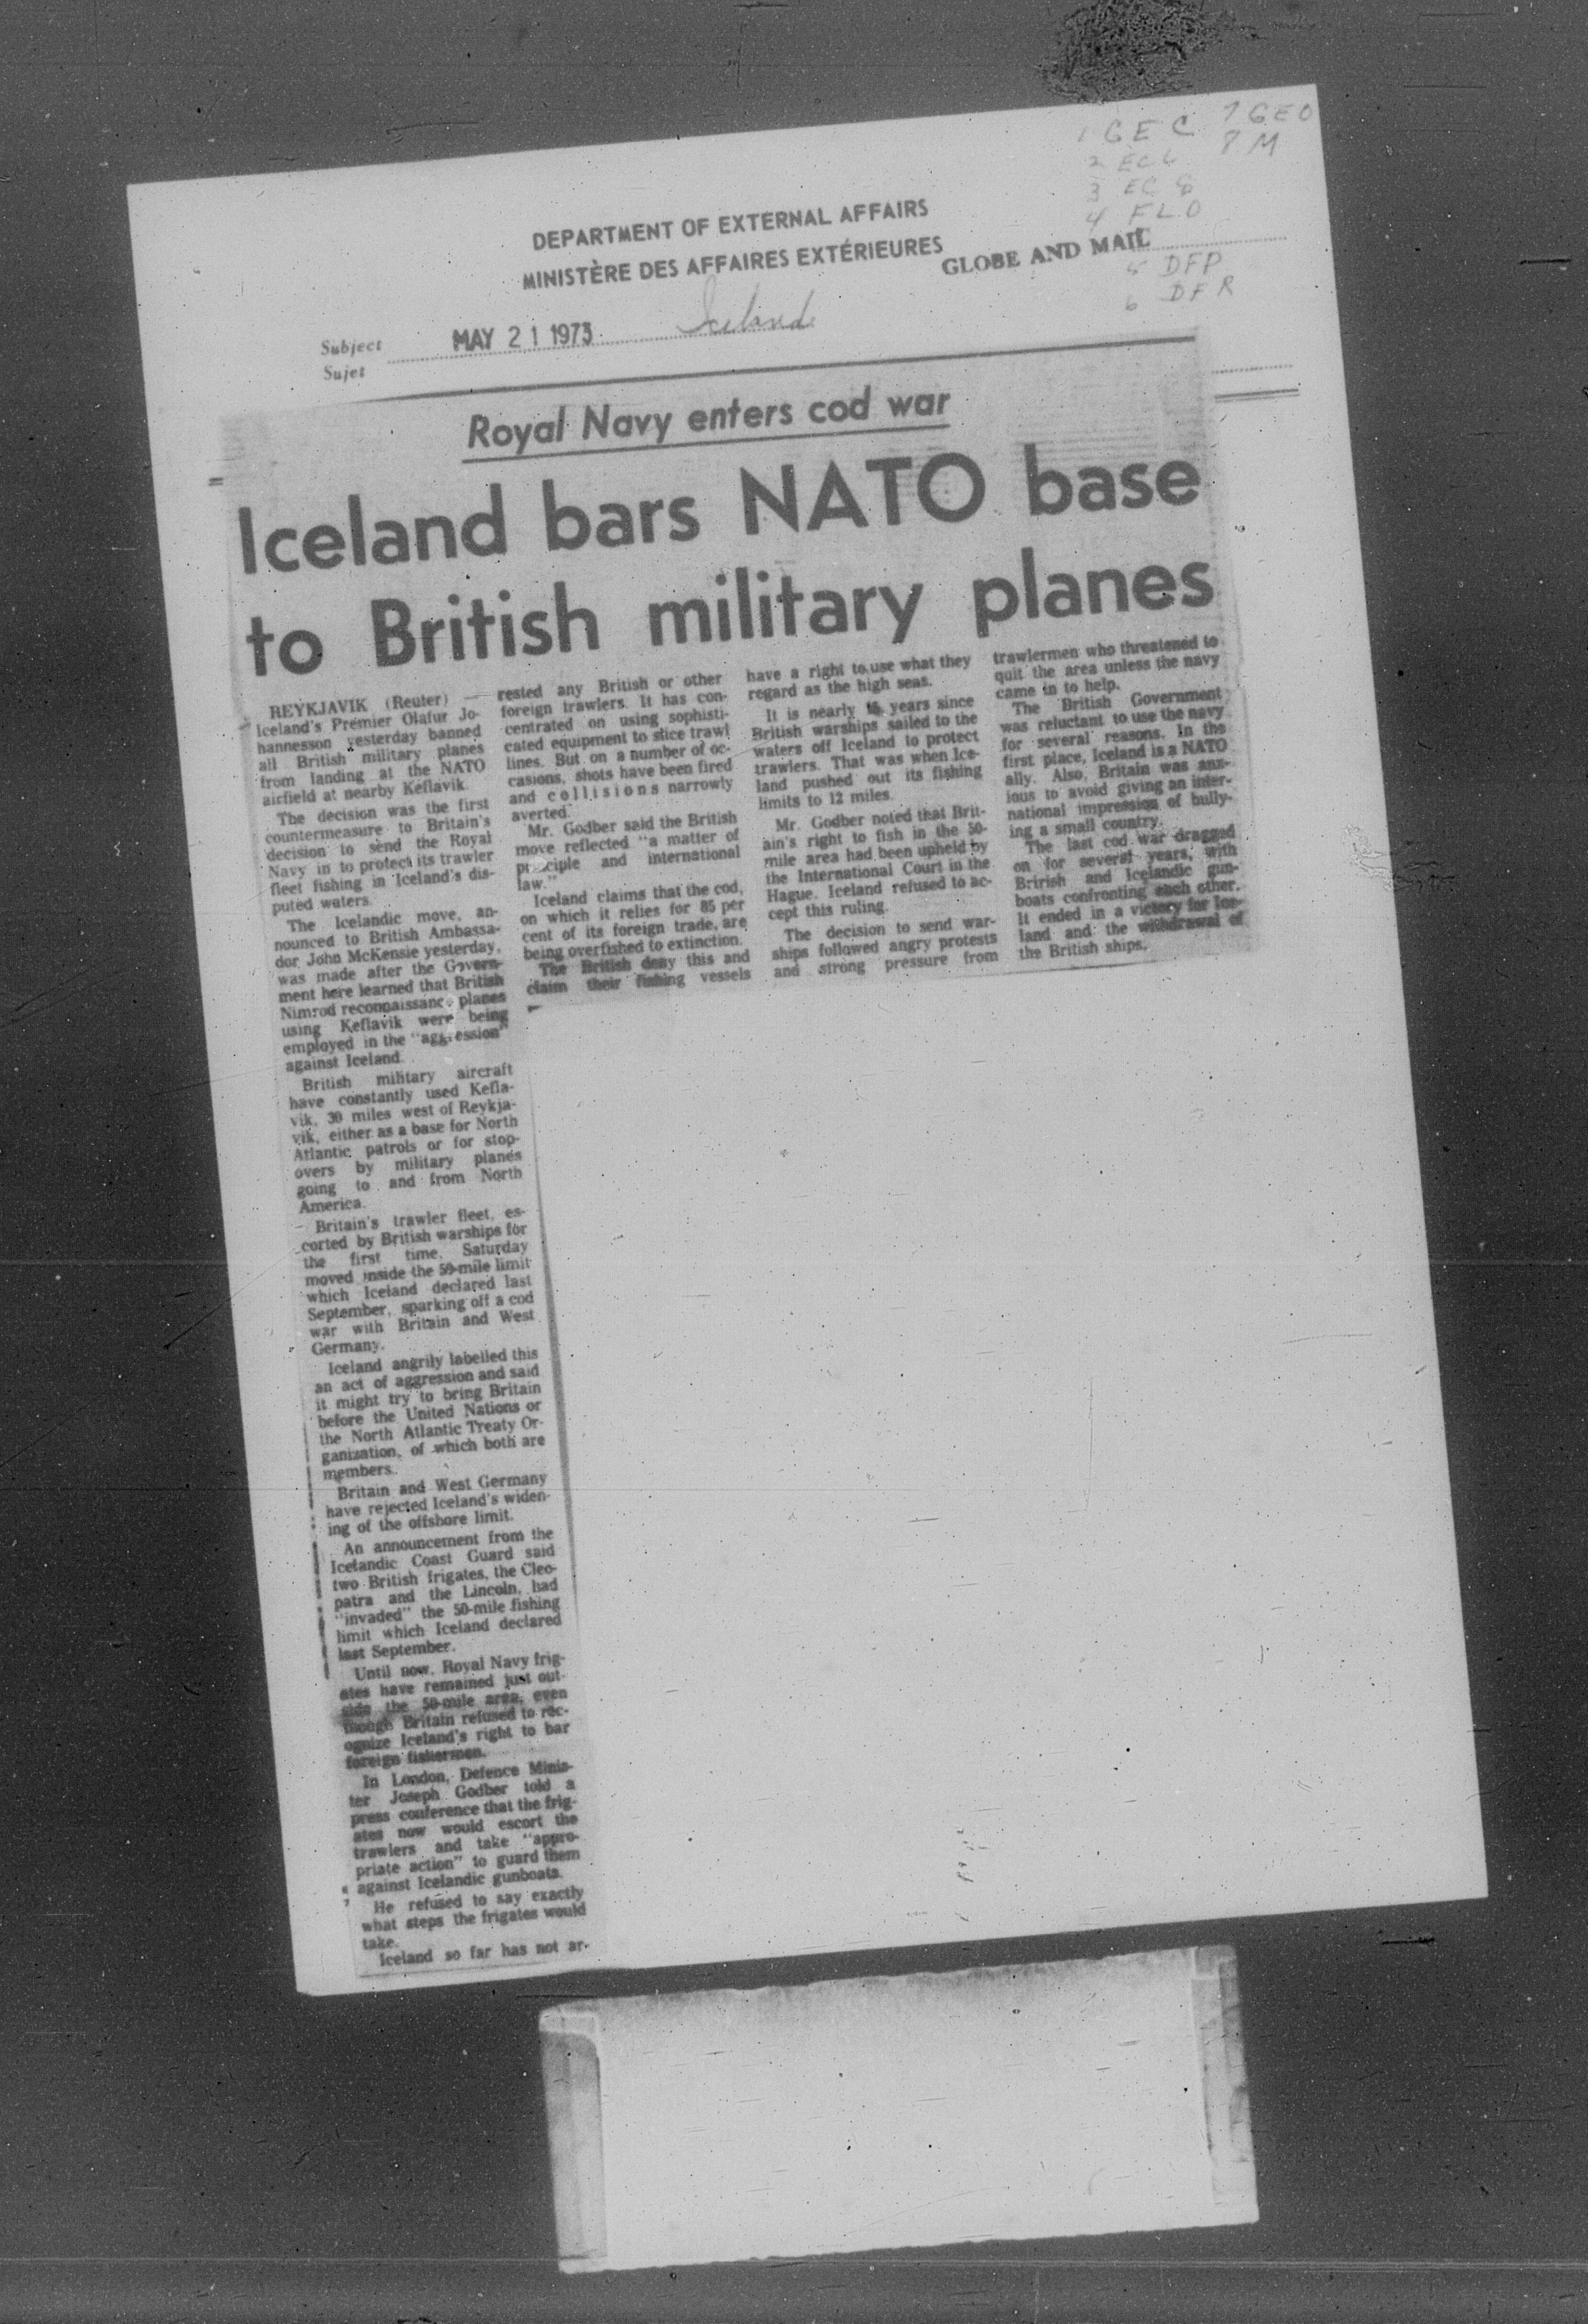 1 GEC 7 GEO
2 EC 8 M
3 EC
4 FLO
DEPARTMENT OF EXTERNAL AFFAIRS
MINISTÈRE DES AFFAIRES EXTÉRIEURES
GLOBE AND MAIL
5 DFP
6 DFR
Subject
Sujet
MAY 21 1973
Iceland
Royal Navy enters cod war
Iceland bars NATO base
to British military planes
REYKJAVIK (Reuter) —
Iceland's Premier Olafur Jo-
hannesson yesterday banned
all British military planes
from landing at the NATO
airfield at nearby Keflavik.
The decision was the first
countermeasure to Britain's
decision to send the Royal
Navy in to protect its trawler
fleet fishing in Iceland's dis-
puted waters.
The Icelandic move, an-
nounced to British Ambassa-
dor John McKensie yesterday,
was made after the Govern-
ment here learned that British
Nimrod reconnaissance planes
using Keflavik were being
employed in the "aggression"
against Iceland.
British military aircraft
have constantly used Kefla-
vik, 30 miles west of Reykja-
vik, either as a base for North
Atlantic patrols or for stop-
overs by military planes
going to and from North
America.
Britain's trawler fleet, es-
corted by British warships for
the first time, Saturday
moved inside the 50-mile limit
which Iceland declared last
September, sparking off a cod
war with Britain and West
Germany.
Iceland angrily labelled this
an act of aggression and said
it might try to bring Britain
before the United Nations or
the North Atlantic Treaty Or-
ganization, of which both are
members.
Britain and West Germany
have rejected Iceland's widen-
ing of the offshore limit.
An announcement from the
Icelandic Coast Guard said
two British frigates, the Cleo-
patra and the Lincoln, had
"invaded" the 50-mile fishing
limit which Iceland declared
last September.
Until now, Royal Navy frig-
ates have remained just out-
side the 50-mile area, even
though Britain refused to rec-
ognize Iceland's right to bar
foreign fishermen.
In London, Defence Minis-
ter Joseph Godber told a
press conference that the frig-
ates now would escort the
trawlers and take "appro-
priate action" to guard them
against Icelandic gunboats.
He refused to say exactly
what steps the frigates would
take.
Iceland so far has not ar-
rested any British or other
foreign trawlers. It has con-
centrated on using sophisti-
cated equipment to slice trawl
lines. But on a number of oc-
casions, shots have been fired
and collisions narrowly
averted.
Mr. Godber said the British
move reflected "a matter of
principle and international
law."
Iceland claims that the cod,
on which it relies for 85 per
cent of its foreign trade, are
being overfished to extinction.
The British deny this and
claim their fishing vessels
have a right to use what they
regard as the high seas.
It is nearly years since
British warships sailed to the
waters off Iceland to protect
trawlers. That was when Ice-
land pushed out its fishing
limits to 12 miles.
Mr. Godber noted that Brit-
ain's right to fish in the 50-
mile area had been upheld by
the International Court in the
Hague. Iceland refused to ac-
cept this ruling.
The decision to send war-
ships followed angry protests
and strong pressure from
trawlermen who threatened to
quit the area unless the navy
came in to help.
The British Government
was reluctant to use the navy
for several reasons. In the
first place, Iceland is a NATO
ally. Also, Britain was anx-
ious to avoid giving an inter-
national impression of bully-
ing a small country.
The last cod war dragged
on for several years, with
Brirish and Icelandic gun-
boats confronting each other.
It ended in a victory for Ice-
land and the withdrawal of
the British ships.